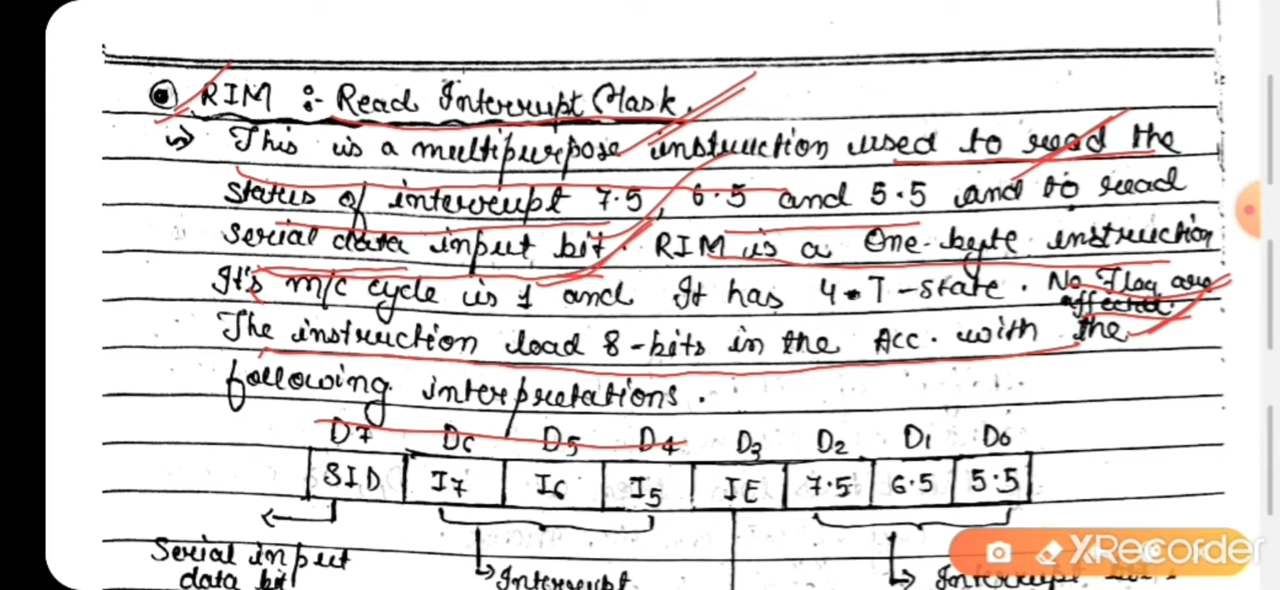 RIM :- Read Interrupt Mask.
This is a multipurpose instruction used to read the
status of interrupt 7.5, 6.5 and 5.5 and to read
serial data input bit. RIM is a One-byte instruction
It's m/c cycle is 1 and It has 4 T-state. No Flag are
affected.
The instruction load 8-bits in the Acc. with the
following interpretations.
D7 D6 D5 D4 D3 D2 D1 D0
SID I7 I6 I5 IE 7.5 6.5 5.5
Serial input
data bit
Interrupt
Interrupt
XRecorder